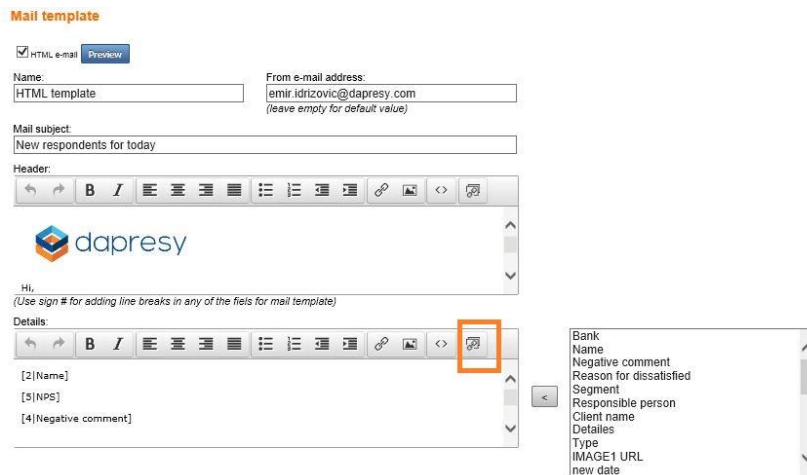 Mail template
HTML e-mail Preview
Name:
From e-mail address:
HTML template
emir.idrizovic@dapresy.com
(leave empty for default value)
Mail subject:
New respondents for today
Header:
B I
dapresy
Hi,
(Use sign # for adding line breaks in any of the fiels for mail template)
Details:
B I
[2|Name]
[5|NPS]
[4|Negative comment]
<
Bank
Name
Negative comment
Reason for dissatisfied
Segment
Responsible person
Client name
Detailes
Type
IMAGE1 URL
new date